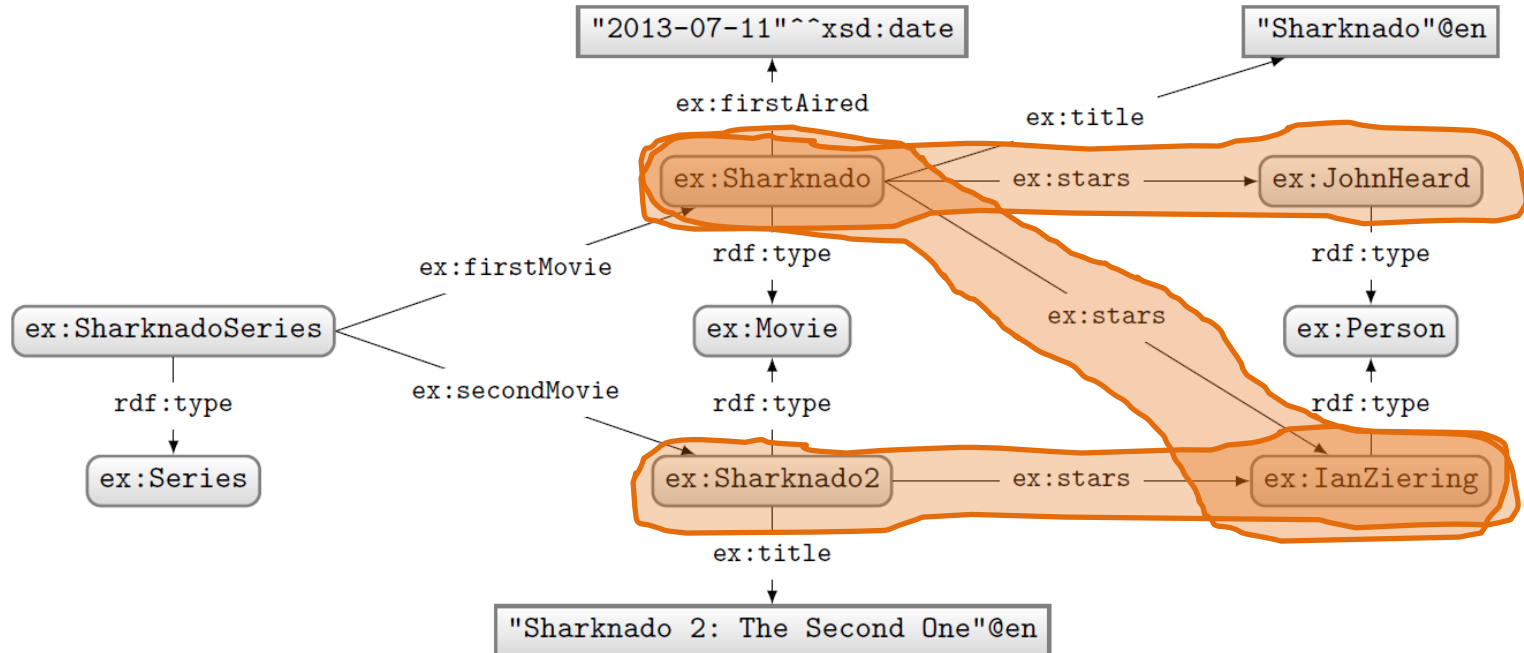 "2013-07-11"^^xsd:date
"Sharknado"@en
ex:firstAired
ex:title
ex:Sharknado
ex:stars
ex:JohnHeard
rdf:type
rdf:type
ex:firstMovie
ex:stars
ex:SharknadoSeries
ex:Movie
ex:Person
ex:secondMovie
rdf:type
rdf:type
rdf:type
ex:Series
ex:Sharknado2
ex:stars
ex:IanZiering
ex:title
"Sharknado 2: The Second One"@en